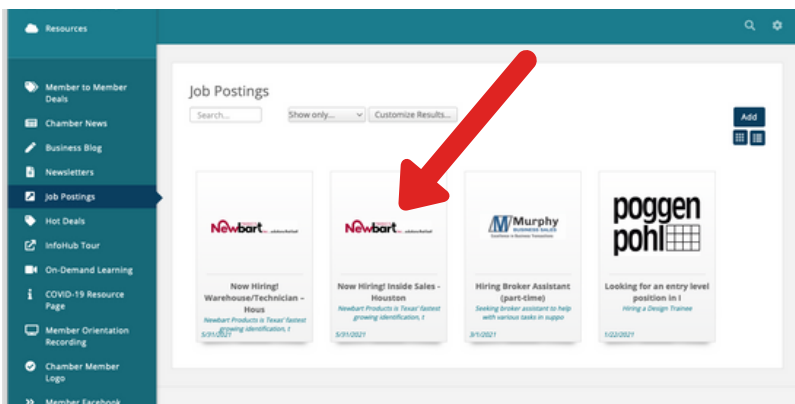 Resources
Member to Member
Deals
Chamber News
Business Blog
Newsletters
Job Postings
Hot Deals
InfoHub Tour
On-Demand Learning
COVID-19 Resource
Page
Member Orientation
Recording
Chamber Member
Logo
Member Facebook
Job Postings
Search...
Show only...
Customize Results...
Add
Newbart
Now Hiring!
Warehouse/Technician –
Hous
Newbart Products is Texas' fastest
growing identification, t
5/31/2021
Newbart
Now Hiring! Inside Sales -
Houston
Newbart Products is Texas' fastest
growing identification, t
5/31/2021
Murphy
BUSINESS SALES
Hiring Broker Assistant
(part-time)
Seeking broker assistant to help
with various tasks in suppo
3/1/2021
poggen
pohl
Looking for an entry level
position in I
Hiring a Design Trainee
1/22/2021